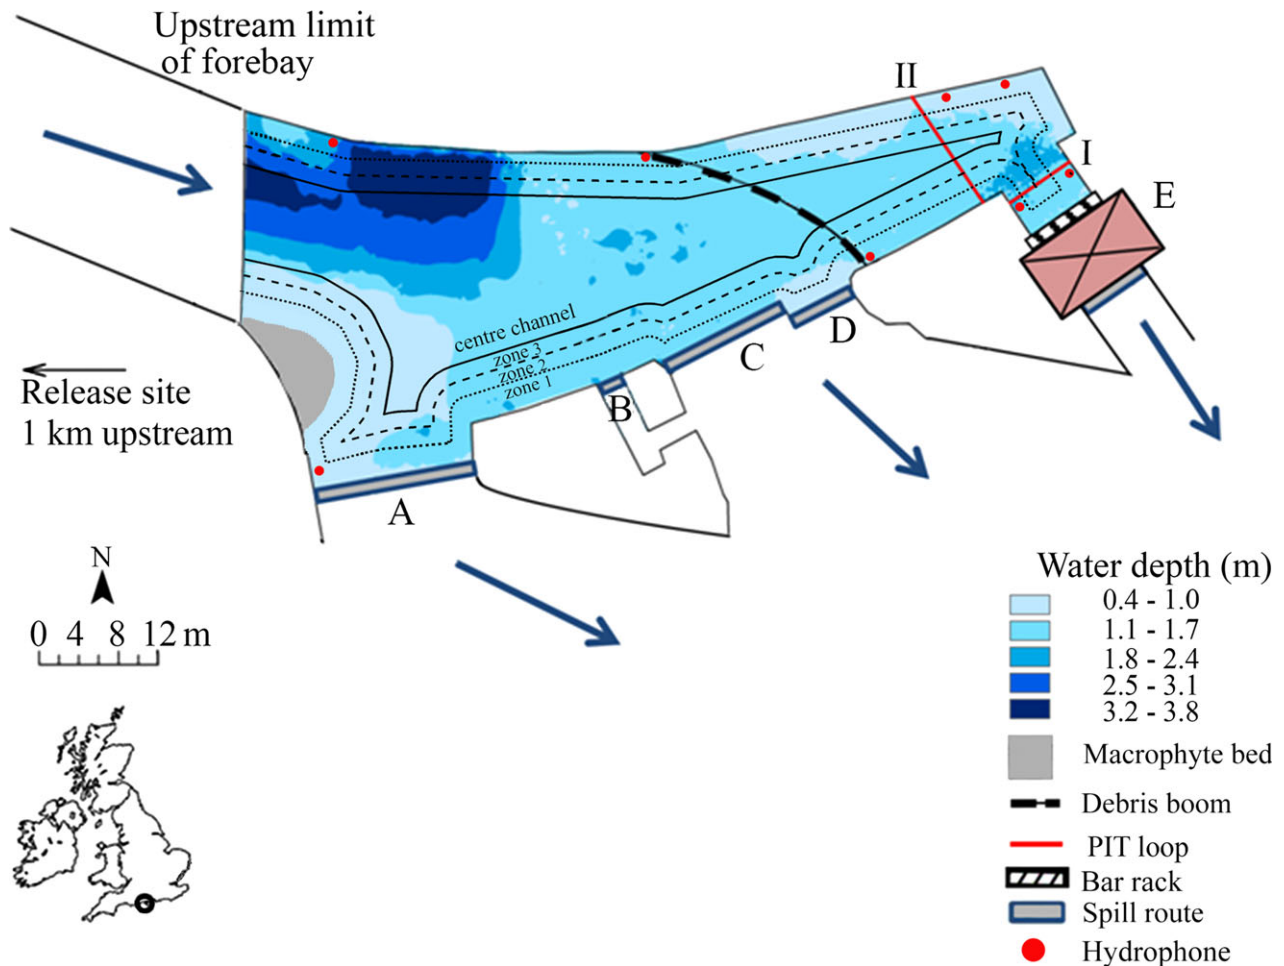 Upstream limit
of forebay
II
I
E
centre channel
zone 3
zone 2
zone 1
D
C
B
A
Release site
1 km upstream
N
0 4 8 12 m
Water depth (m)
0.4 - 1.0
1.1 - 1.7
1.8 - 2.4
2.5 - 3.1
3.2 - 3.8
Macrophyte bed
Debris boom
PIT loop
Bar rack
Spill route
Hydrophone